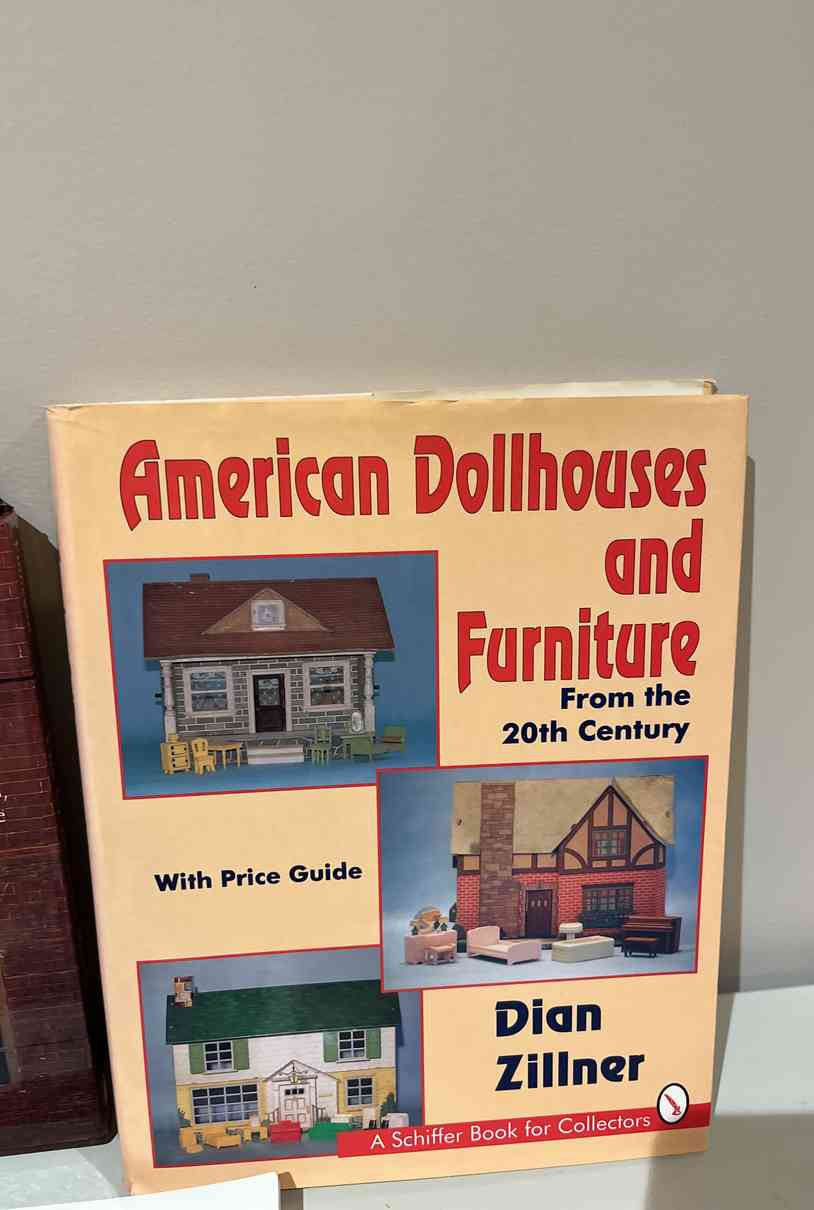 American Dollhouses
and
Furniture
From the
20th Century
With Price Guide
Dian
Zillner
A Schiffer Book for Collectors